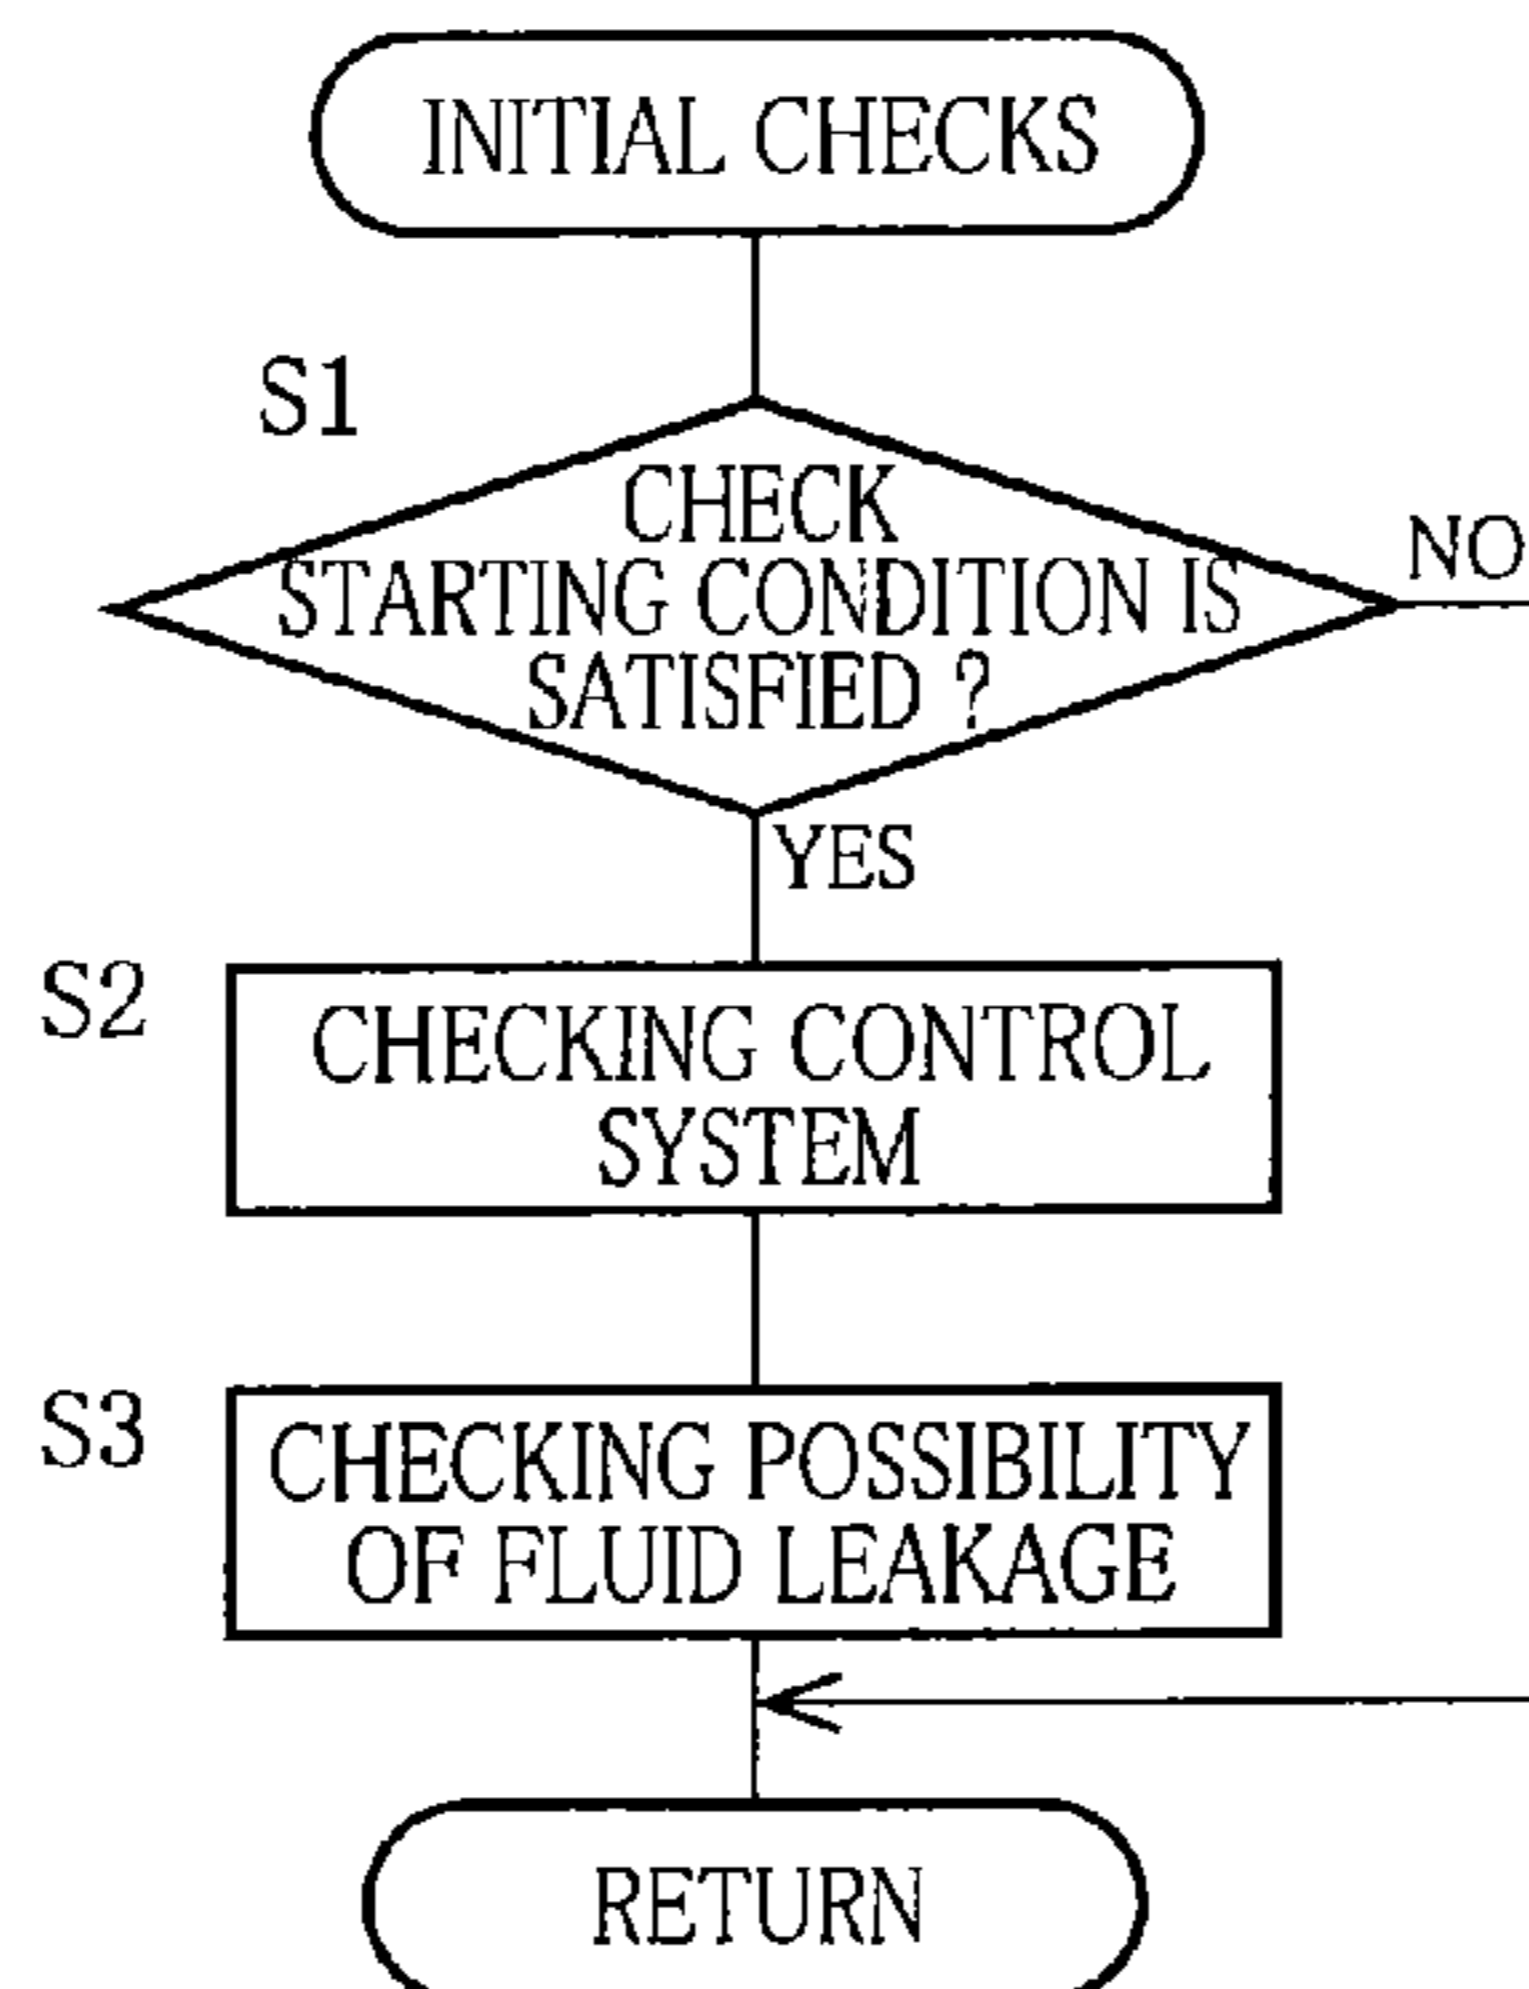 INITIAL CHECKS
S1
CHECK
STARTING CONDITION IS
SATISFIED ?
NO
YES
S2
CHECKING CONTROL
SYSTEM
S3
CHECKING POSSIBILITY
OF FLUID LEAKAGE
RETURN